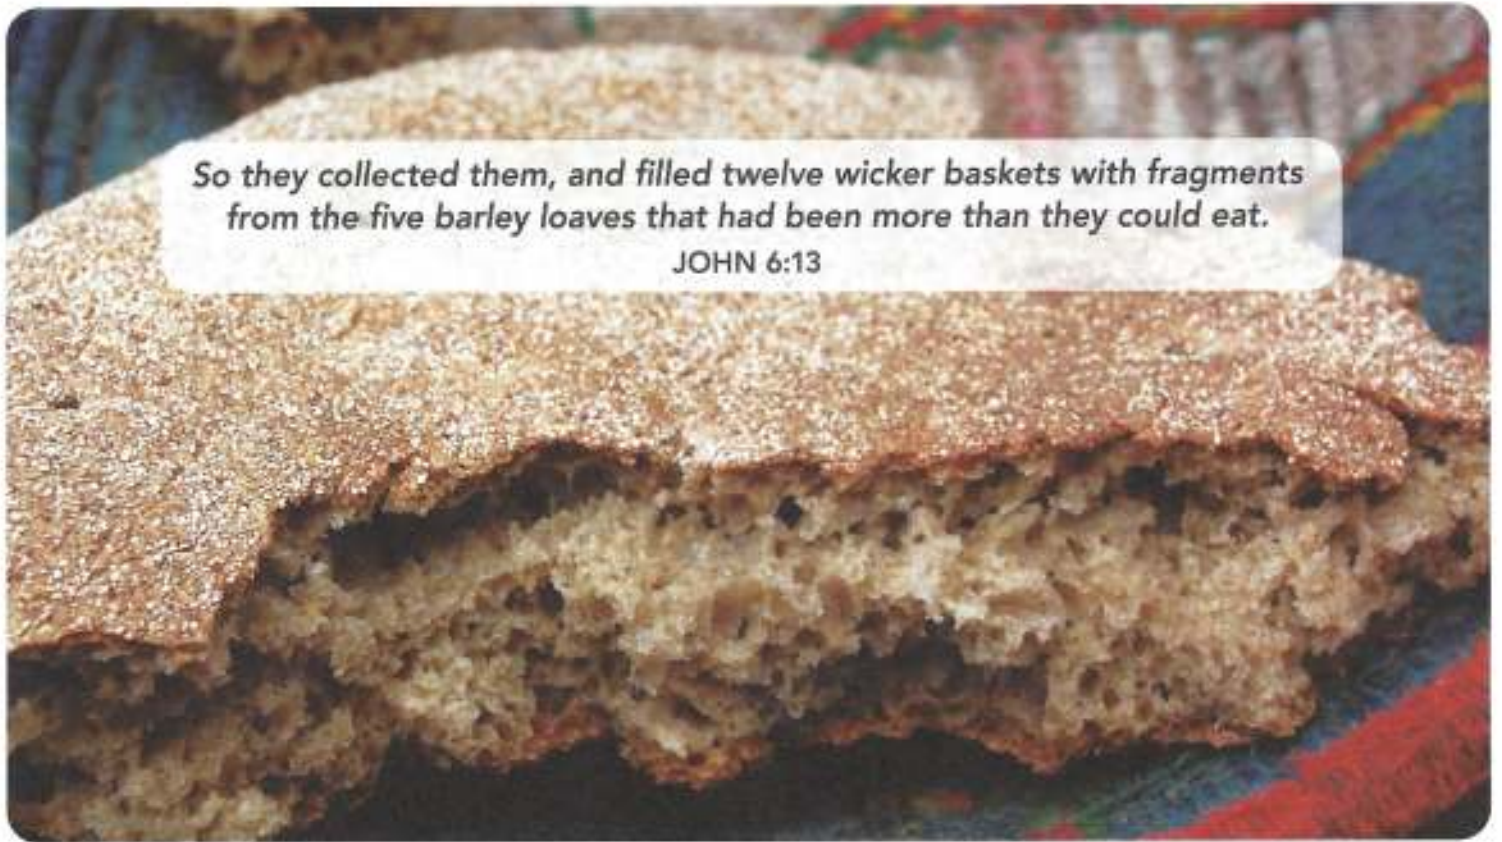 So they collected them, and filled twelve wicker baskets with fragments
from the five barley loaves that had been more than they could eat.
JOHN 6:13